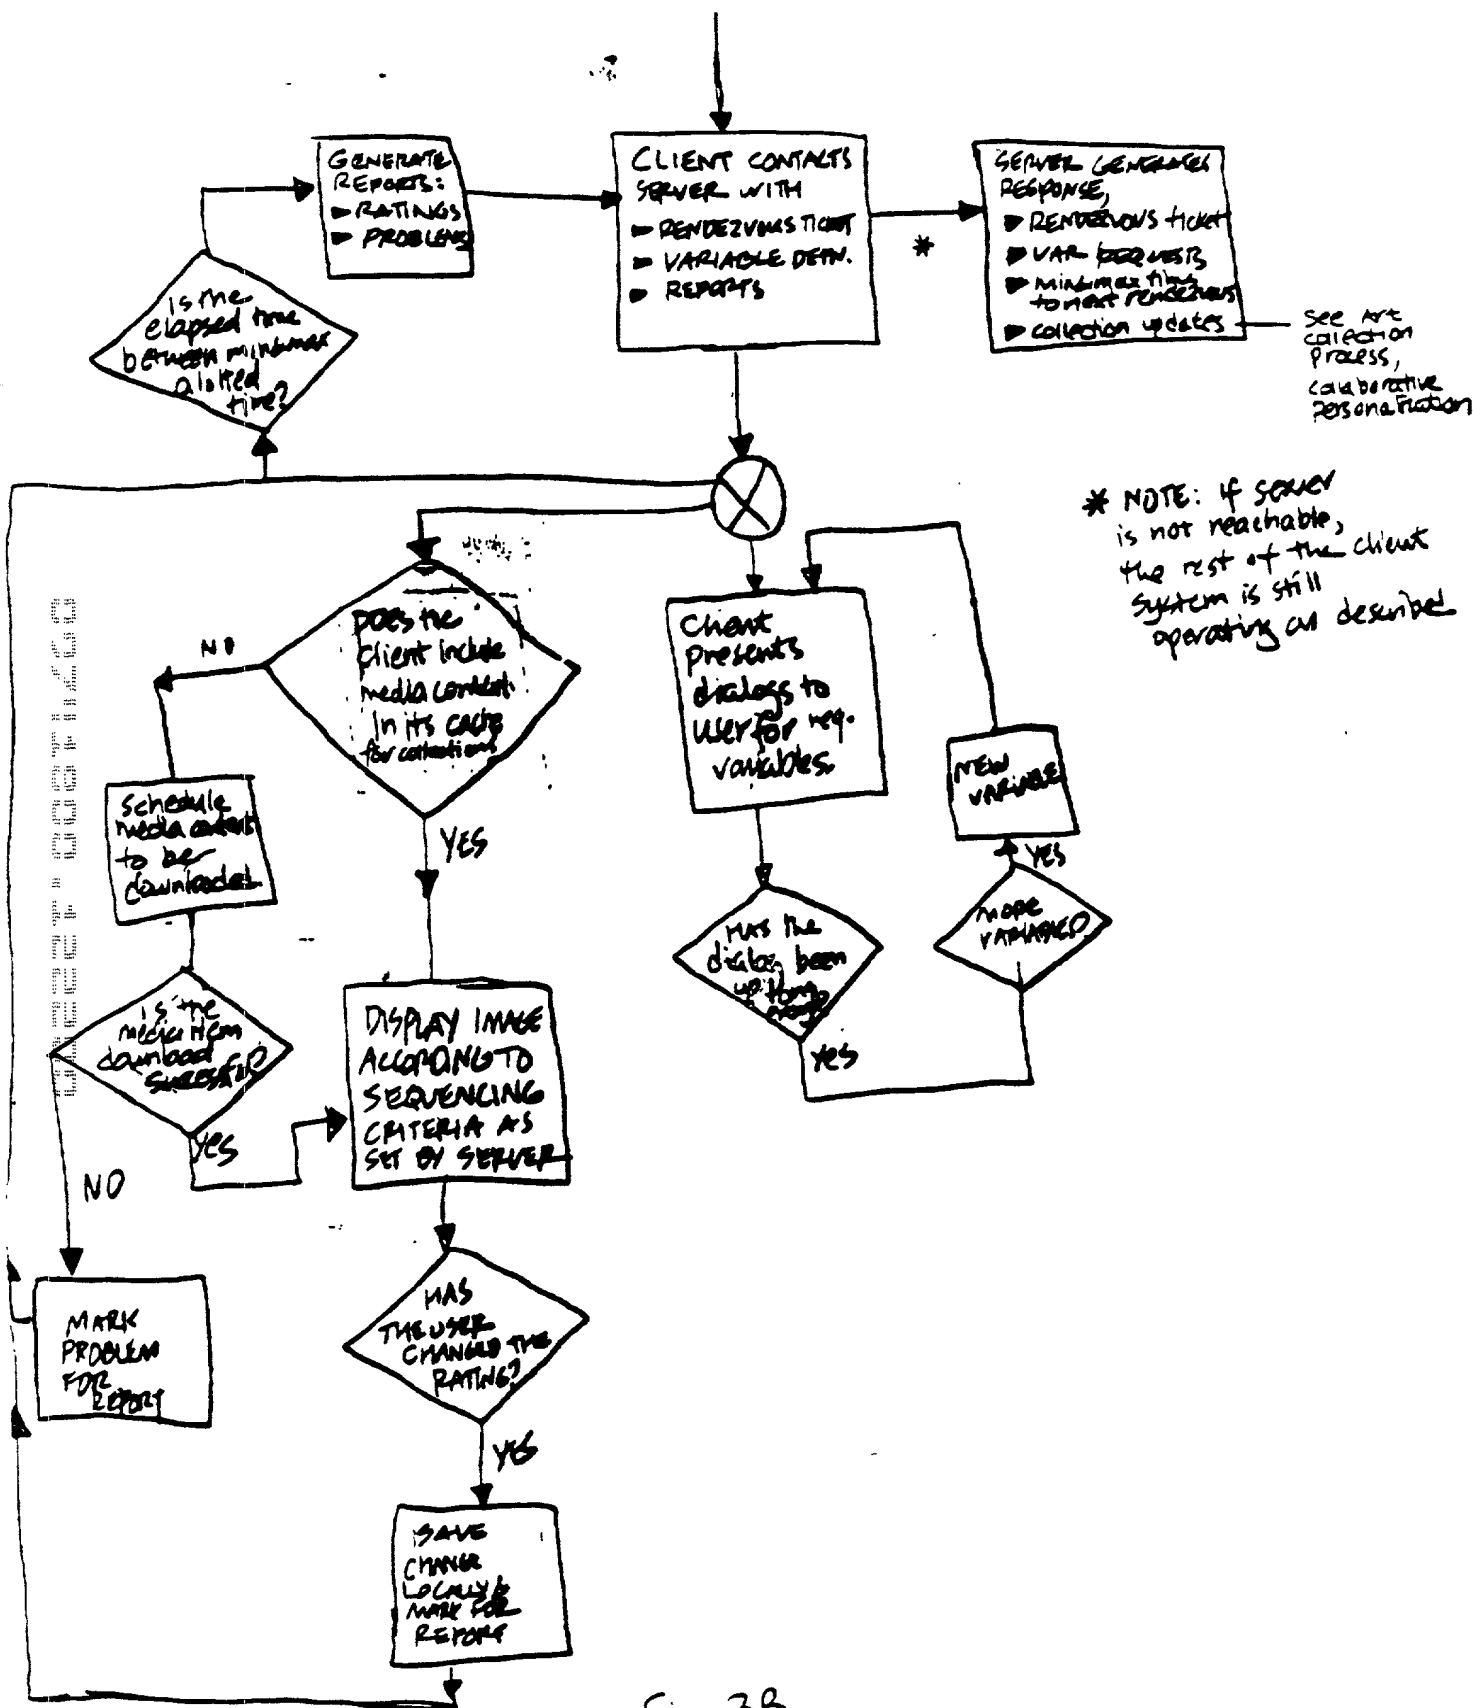 GENERATE
REPORTS:
RATINGS
PROBLEMS
CLIENT CONTACTS
SERVER WITH
RENDEZVOUS TICKET
VARIABLE DEFN.
REPORTS
*
SERVER GENERATES
RESPONSE,
RENDEZVOUS ticket
VAR REQUESTS
min & max time
to next rendezvous
collection updates
See Art
collection
Process,
collaborative
personalization
Is the
elapsed time
between min & max
alotted
time?
* NOTE: if server
is not reachable,
the rest of the client
system is still
operating as described
NO
DOES the
client include
media content
in its cache
for collections
YES
Client
presents
dialogs to
user for req.
variables.
NEW
VARIABLE
YES
MORE
VARIABLES?
HAS the
dialog been
up long
enough?
yes
Schedule
media content
to be
downloaded.
is the
media item
download
yes
NO
DISPLAY IMAGE
ACCORDING TO
SEQUENCING
CRITERIA AS
SET BY SERVER
MARK
PROBLEM
FOR
REPORT
HAS
THE USER
CHANGED THE
RATING?
YES
SAVE
CHANGE
LOCALLY &
MARK FOR
REPORT